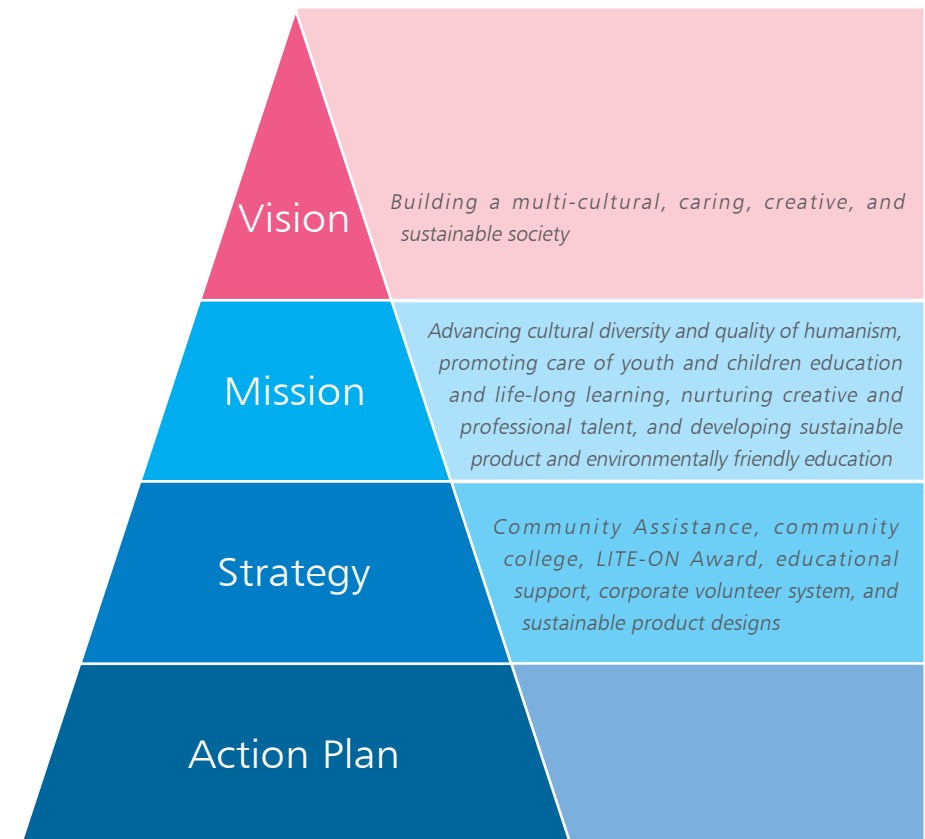 Vision
Building a multi-cultural, caring, creative, and
sustainable society
Mission
Advancing cultural diversity and quality of humanism,
promoting care of youth and children education
and life-long learning, nurturing creative and
professional talent, and developing sustainable
product and environmentally friendly education
Strategy
Community Assistance, community
college, LITE-ON Award, educational
support, corporate volunteer system, and
sustainable product designs
Action Plan